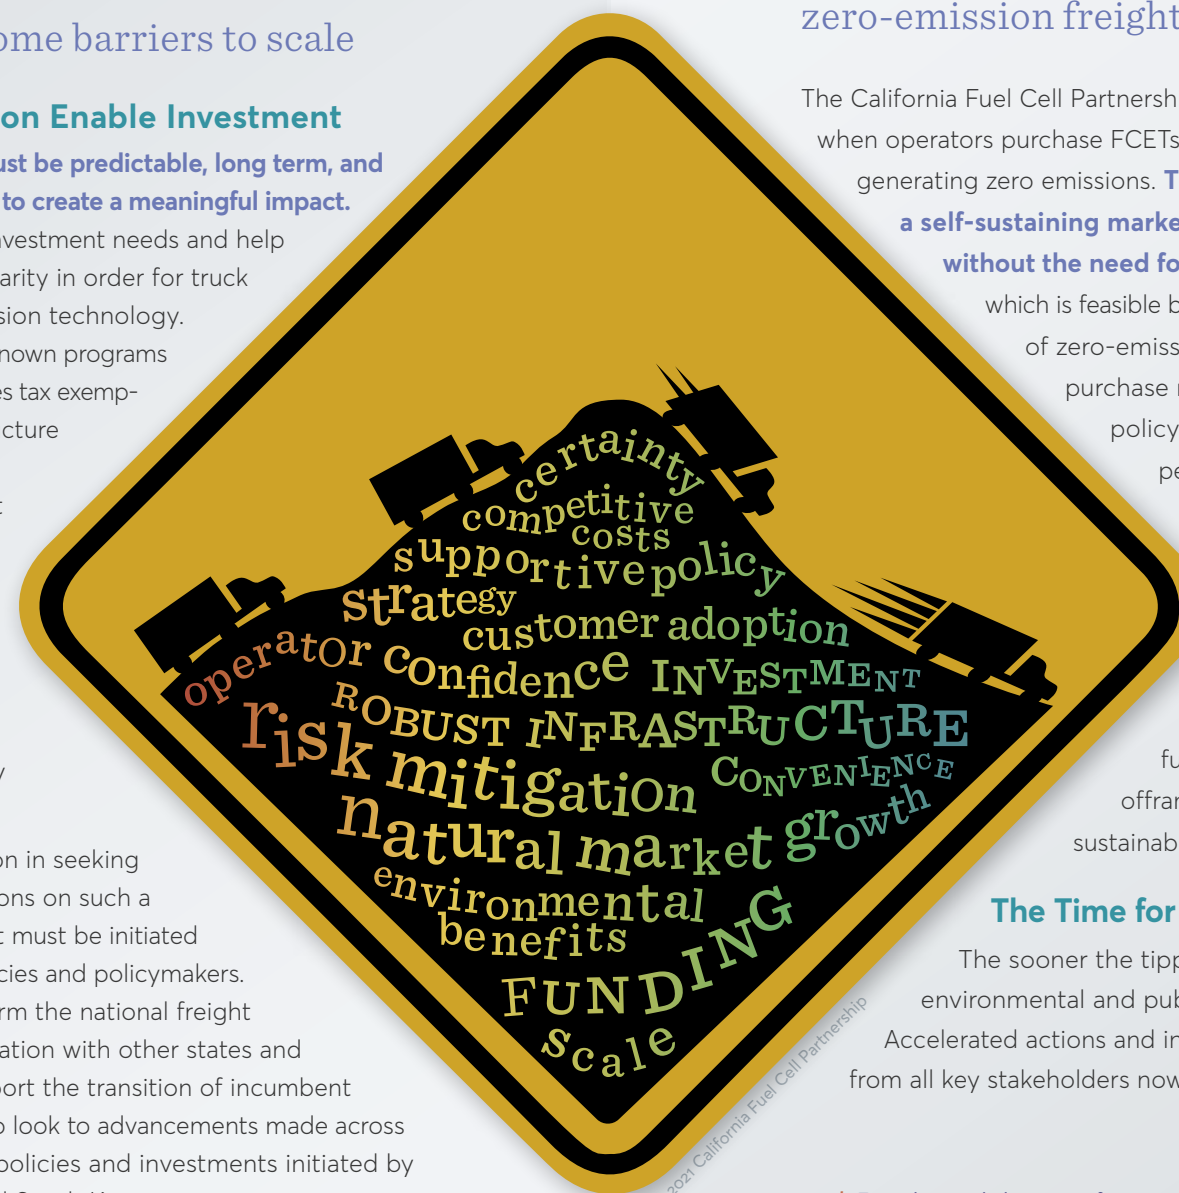 ome barriers to scale
on Enable Investment
ust be predictable, long term, and
to create a meaningful impact.
nvestment needs and help
arity in order for truck
sion technology.
nown programs
es tax exemp-
cture
t
y
on in seeking
ons on such a
t must be initiated
cies and policymakers.
rm the national freight
ation with other states and
port the transition of incumbent
o look to advancements made across
policies and investments initiated by
certainty
competitive
costs
supportive policy
strategy
customer adoption
operator confidence INVESTMENT
ROBUST INFRASTRUCTURE
risk mitigation CONVENIENCE
natural market growth
environmental
benefits
FUNDING
scale
2021 California Fuel Cell Partnership
zero-emission freight
The California Fuel Cell Partnersh
when operators purchase FCETs
generating zero emissions. T
a self-sustaining marke
without the need fo
which is feasible b
of zero-emiss
purchase
policy
pe
fu
offran
sustainab
The Time for
The sooner the tipp
environmental and pub
Accelerated actions and in
from all key stakeholders now